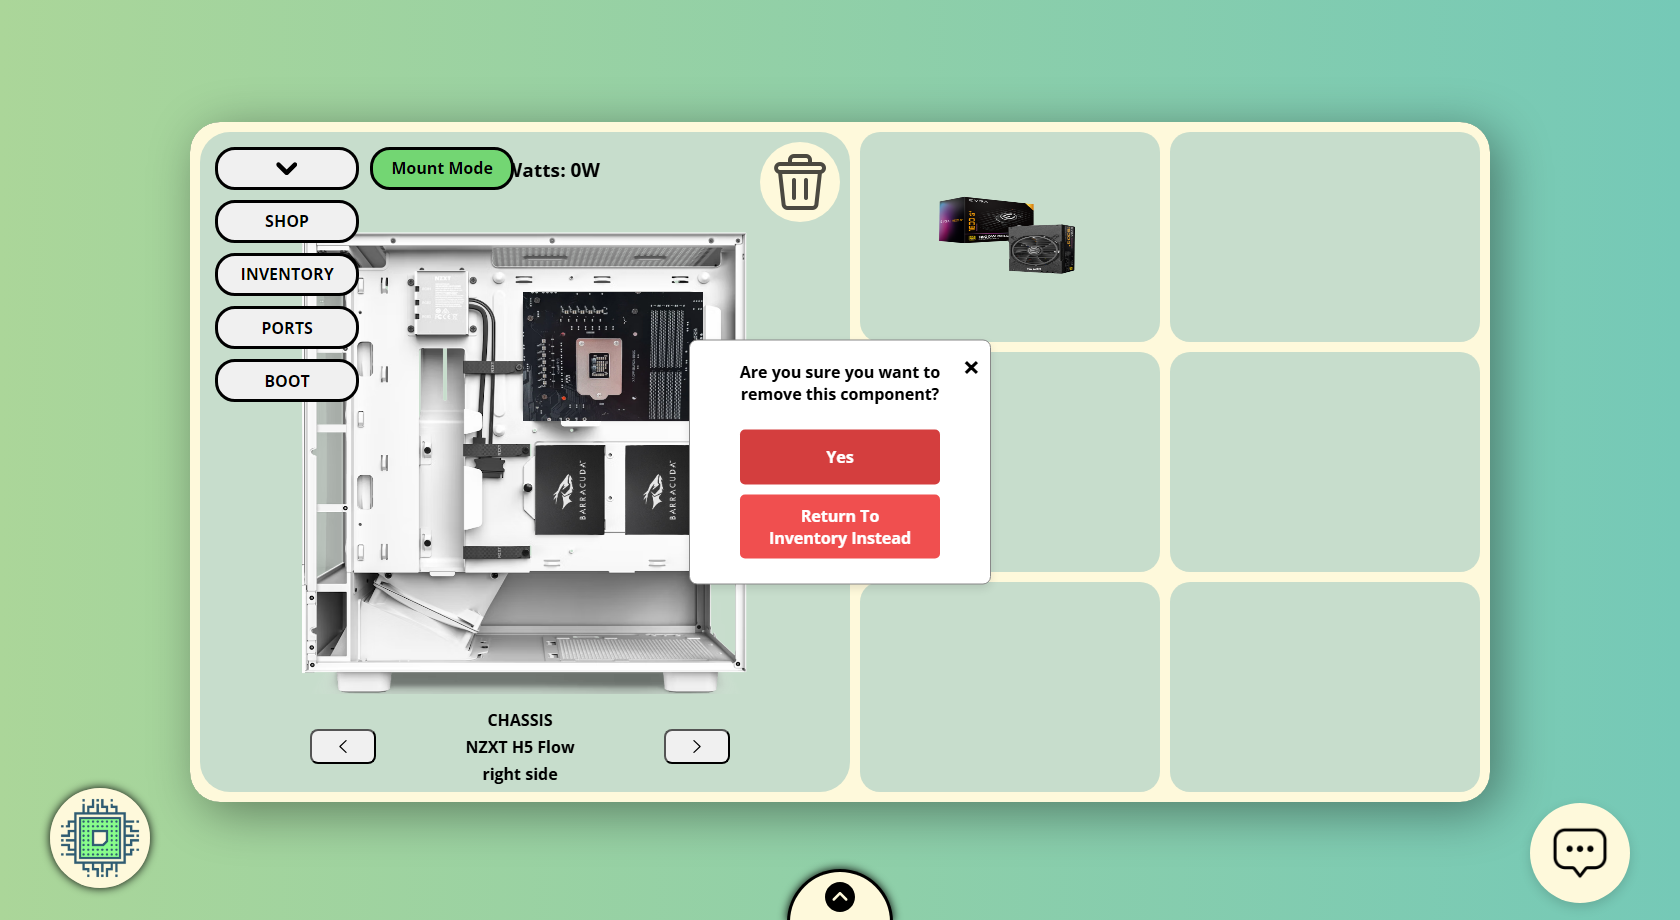 Mount Mode
Watts: 0W
SHOP
INVENTORY
PORTS
BOOT
Are you sure you want to
remove this component?
Yes
Return To
Inventory Instead
BARRACUDA
BARRACUDA
CHASSIS
NZXT H5 Flow
right side